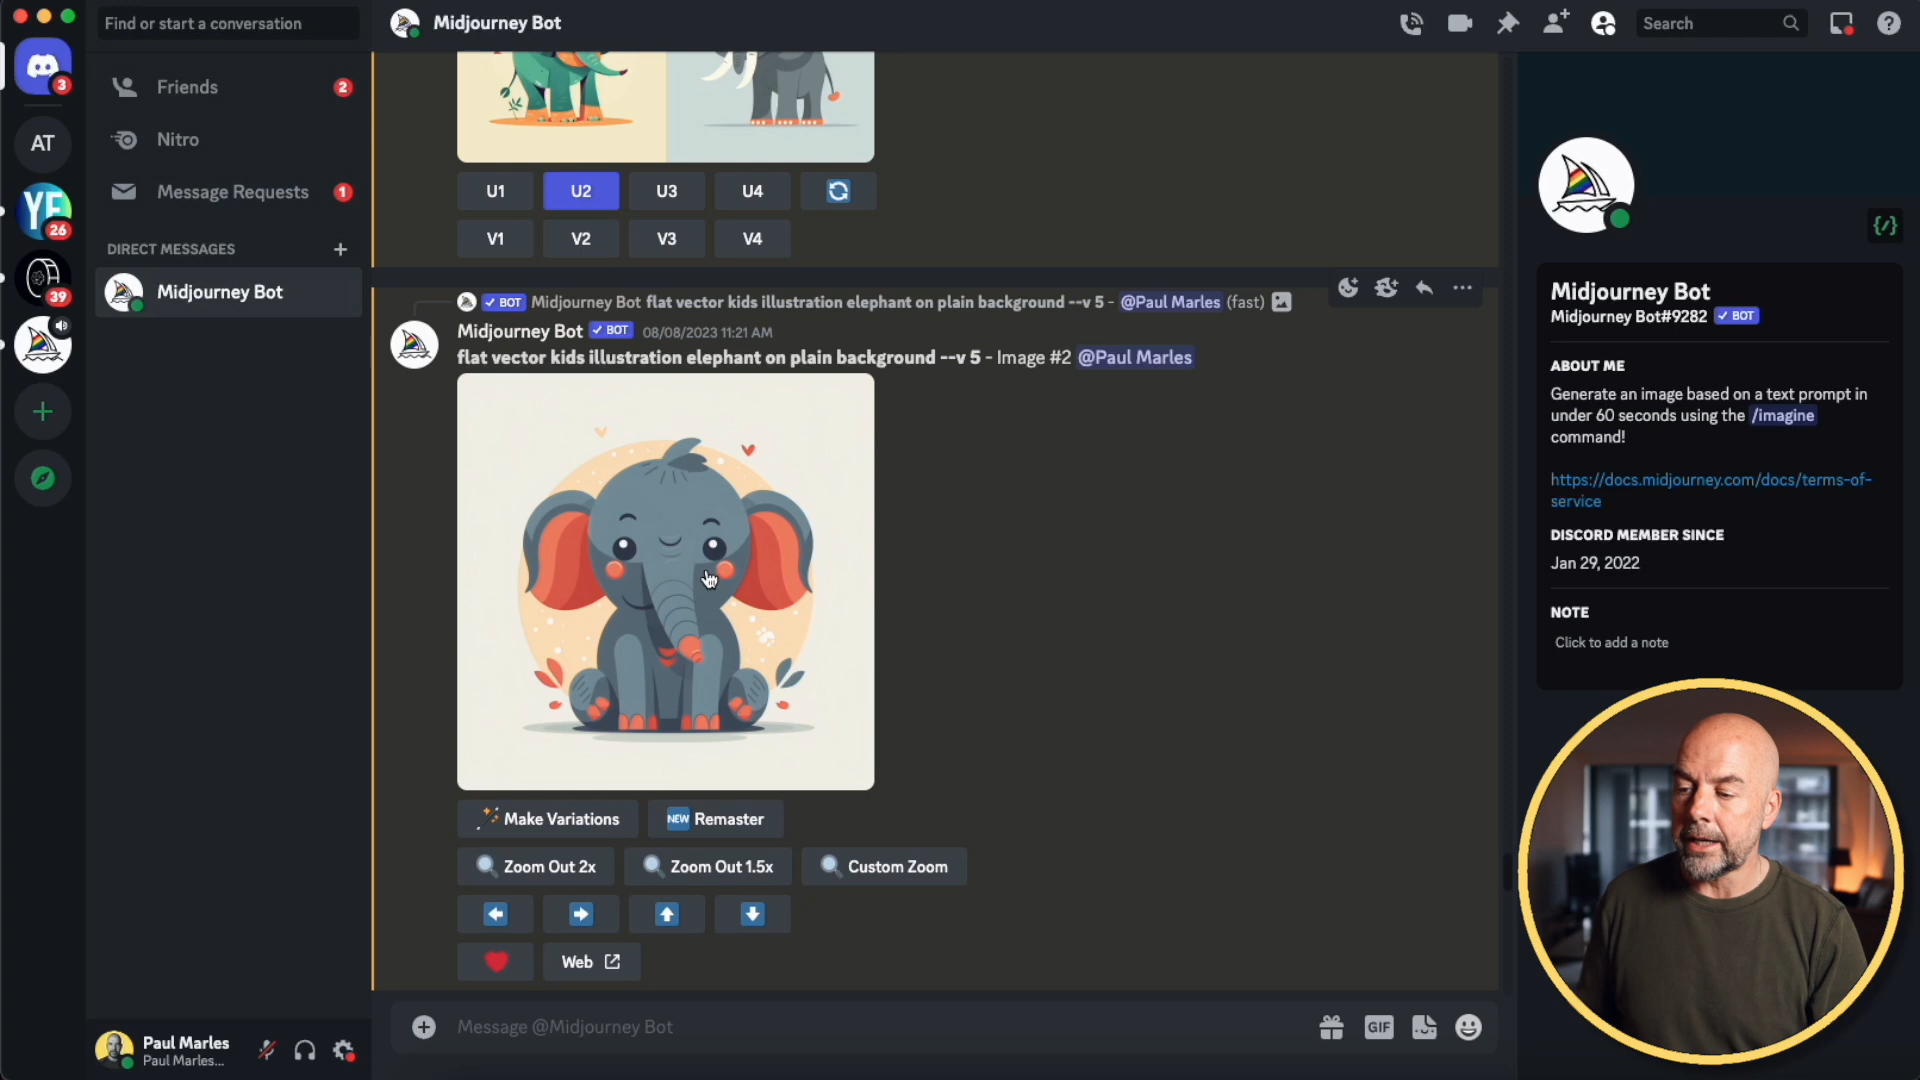 Find or start a conversation
Midjourney Bot
Search
3
Friends
2
AT
Nitro
YF
26
Message Requests
1
DIRECT MESSAGES
39
Midjourney Bot
U1
U2
U3
U4
V1
V2
V3
V4
BOT Midjourney Bot flat vector kids illustration elephant on plain background --v 5 - @Paul Marles (fast)
Midjourney Bot BOT 08/08/2023 11:21 AM
flat vector kids illustration elephant on plain background --v 5 - Image #2 @Paul Marles
Make Variations
NEW Remaster
Zoom Out 2x
Zoom Out 1.5x
Custom Zoom
Web
Message @Midjourney Bot
GIF
Paul Marles
Paul Marles...
Midjourney Bot
Midjourney Bot#9282 BOT
ABOUT ME
Generate an image based on a text prompt in
under 60 seconds using the /imagine
command!
https://docs.midjourney.com/docs/terms-of-
service
DISCORD MEMBER SINCE
Jan 29, 2022
NOTE
Click to add a note